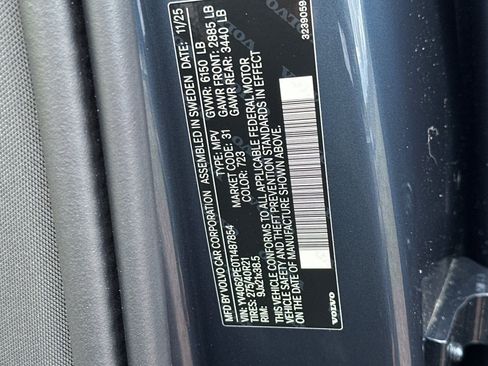 MFD BY VOLVO CAR CORPORATION ASSEMBLED IN SWEDEN DATE: 11/25
GVWR: 6150 LB
GAWR FRONT: 2885 LB
GAWR REAR: 3440 LB
VIN: YV4062PE0T1487854 TYPE: MPV
TIRES: 275/40R21 MARKET CODE: 31
RIM: 9Jx21x38.5 COLOR: 723
THIS VEHICLE CONFORMS TO ALL APPLICABLE FEDERAL MOTOR
VEHICLE SAFETY AND THEFT PREVENTION STANDARDS IN EFFECT
ON THE DATE OF MANUFACTURE SHOWN ABOVE.
VOLVO
3239059